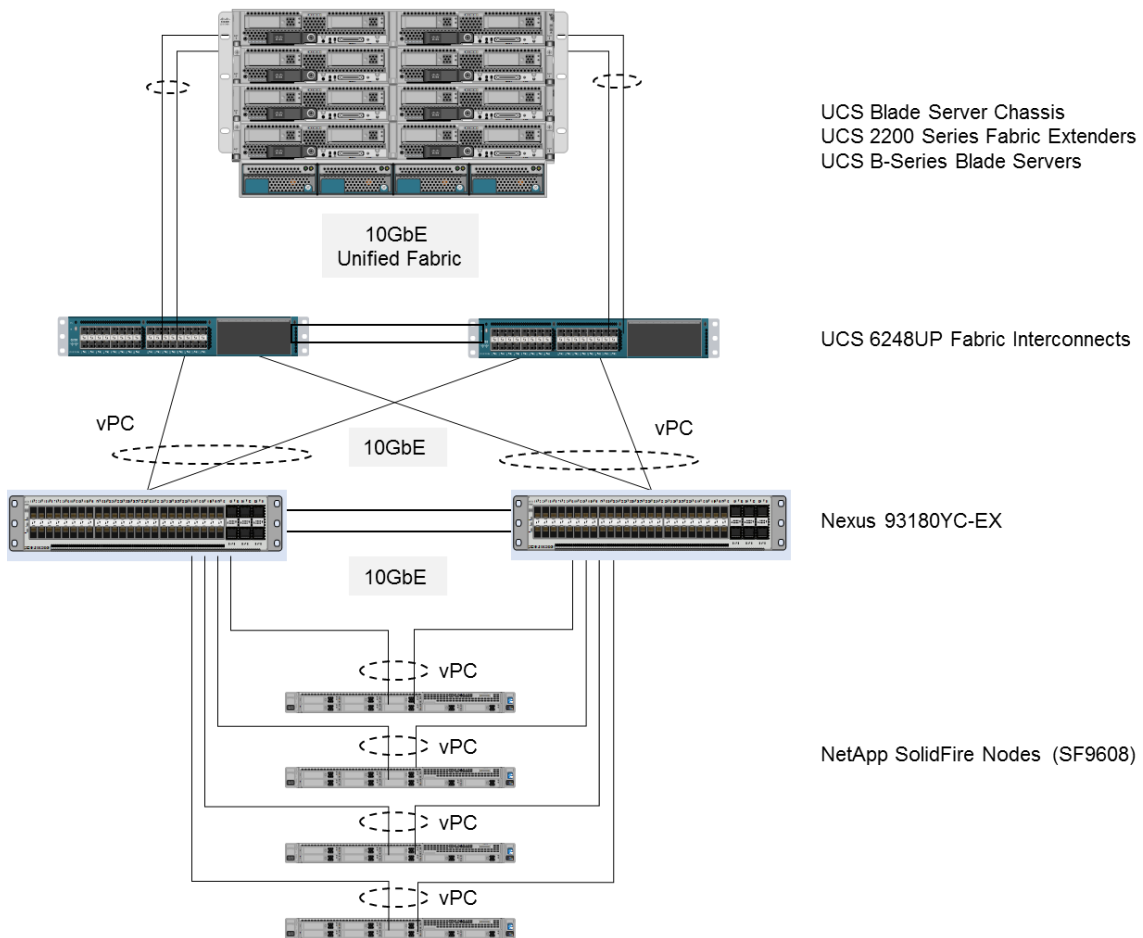 UCS Blade Server Chassis
UCS 2200 Series Fabric Extenders
UCS B-Series Blade Servers
10GbE
Unified Fabric
UCS 6248UP Fabric Interconnects
vPC
vPC
10GbE
Nexus 93180YC-EX
10GbE
vPC
vPC
NetApp SolidFire Nodes (SF9608)
vPC
vPC